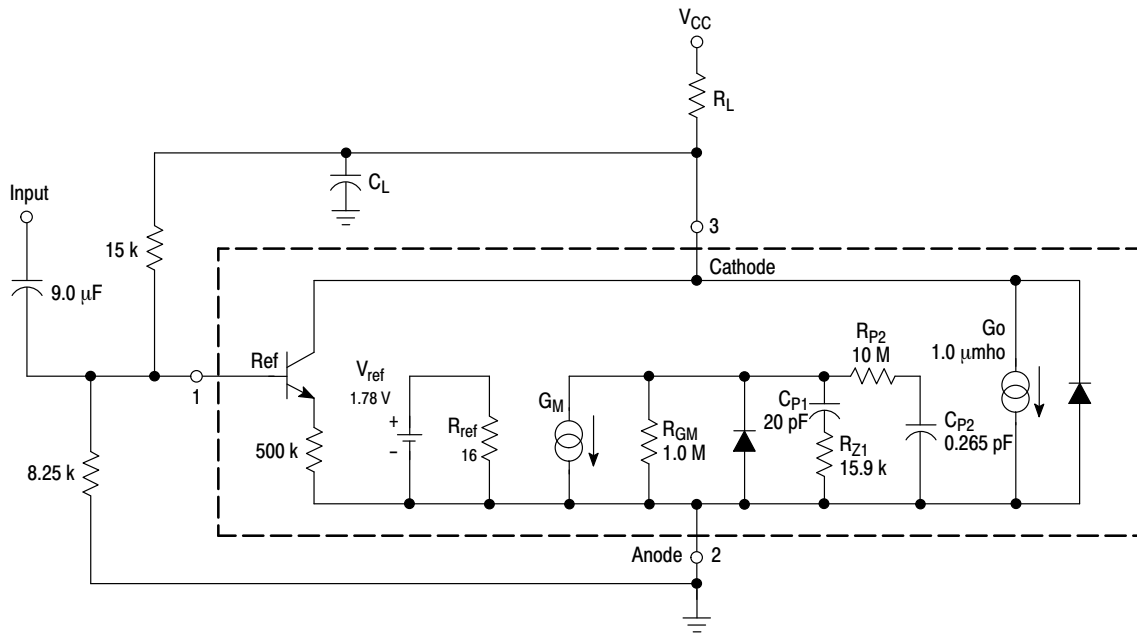 VCC
RL
CL
Input
15 k
3
Cathode
9.0 µF
Go
1.0 µmho
RP2
10 M
Ref
Vref
1.78 V
1
GM
CP1
20 pF
+
-
Rref
16
RGM
1.0 M
CP2
0.265 pF
500 k
RZ1
15.9 k
8.25 k
Anode
2